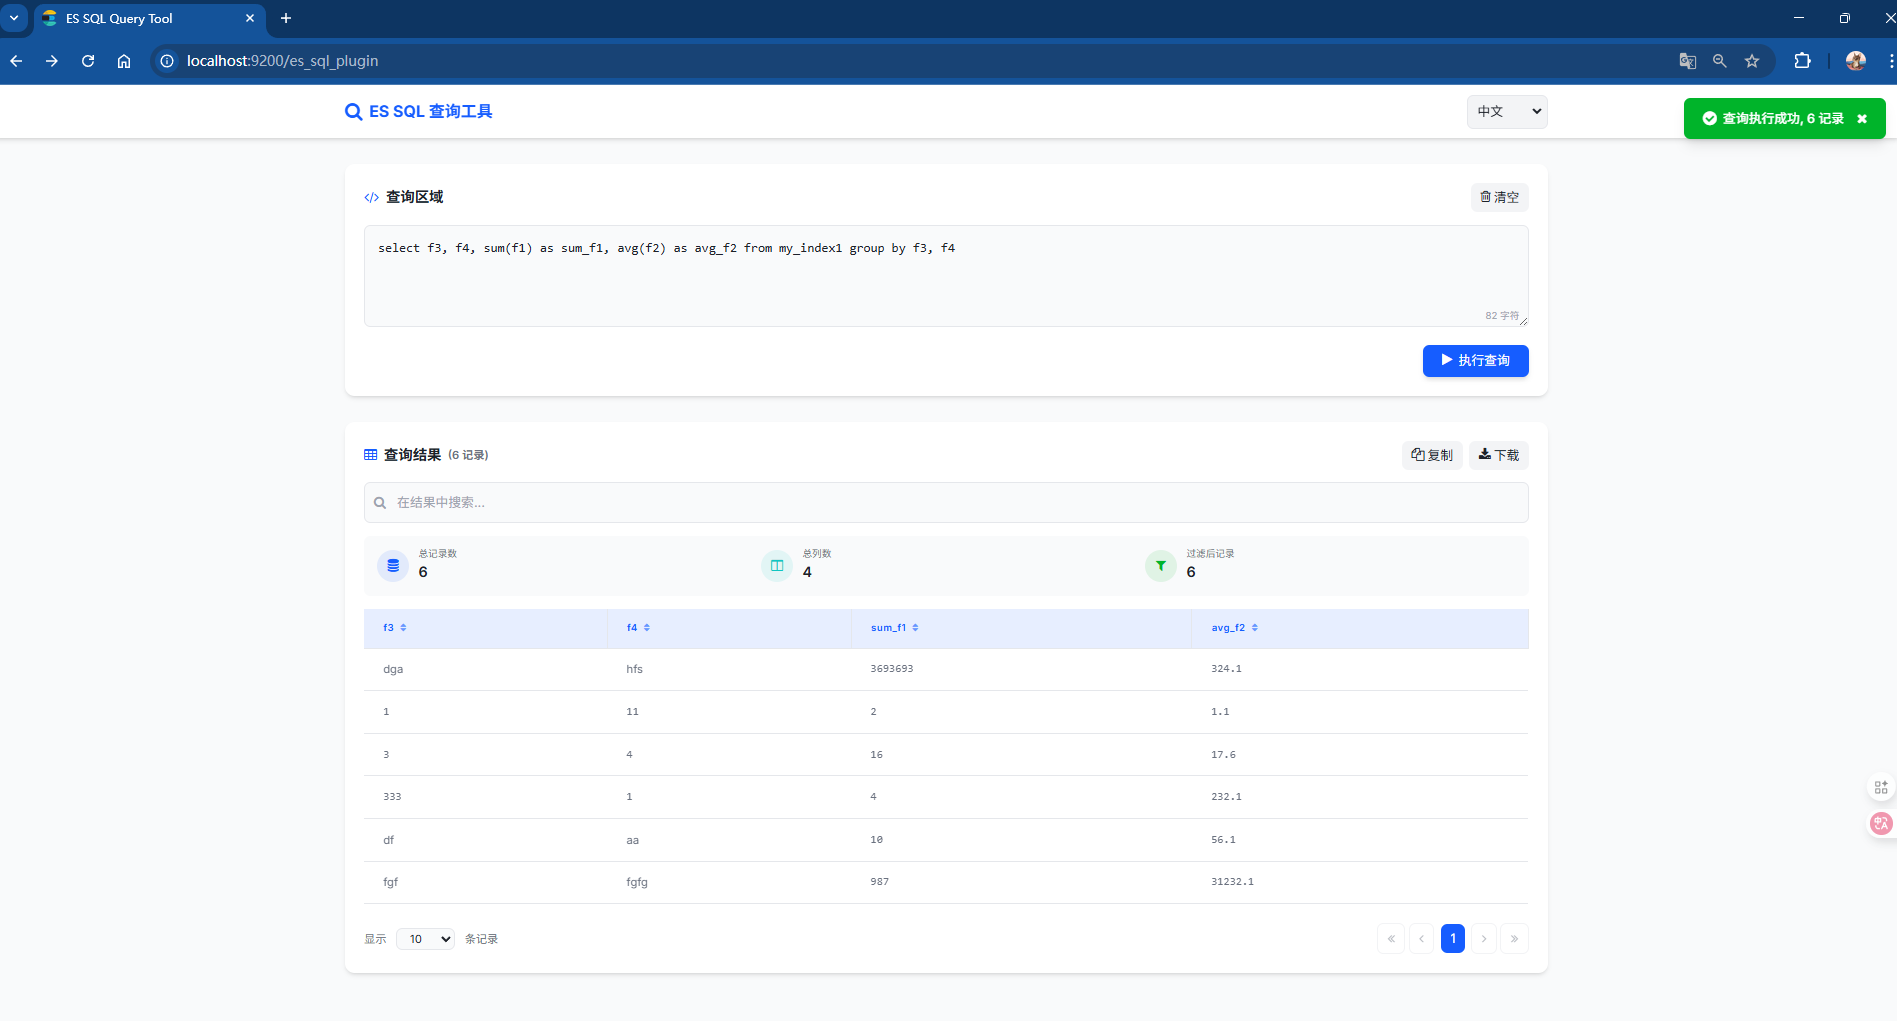 ES SQL Query Tool
localhost:9200/es_sql_plugin
ES SQL 查询工具
中文
查询执行成功, 6 记录
</> 查询区域
清空
select f3, f4, sum(f1) as sum_f1, avg(f2) as avg_f2 from my_index1 group by f3, f4
82 字符
执行查询
查询结果 (6 记录)
复制
下载
在结果中搜索...
总记录数
6
总列数
4
过滤后记录
6
f3 f4 sum_f1 avg_f2
dga hfs 3693693 324.1
1 11 2 1.1
3 4 16 17.6
333 1 4 232.1
df aa 10 56.1
fgf fgfg 987 31232.1
显示 10 条记录
« ‹ 1 › »